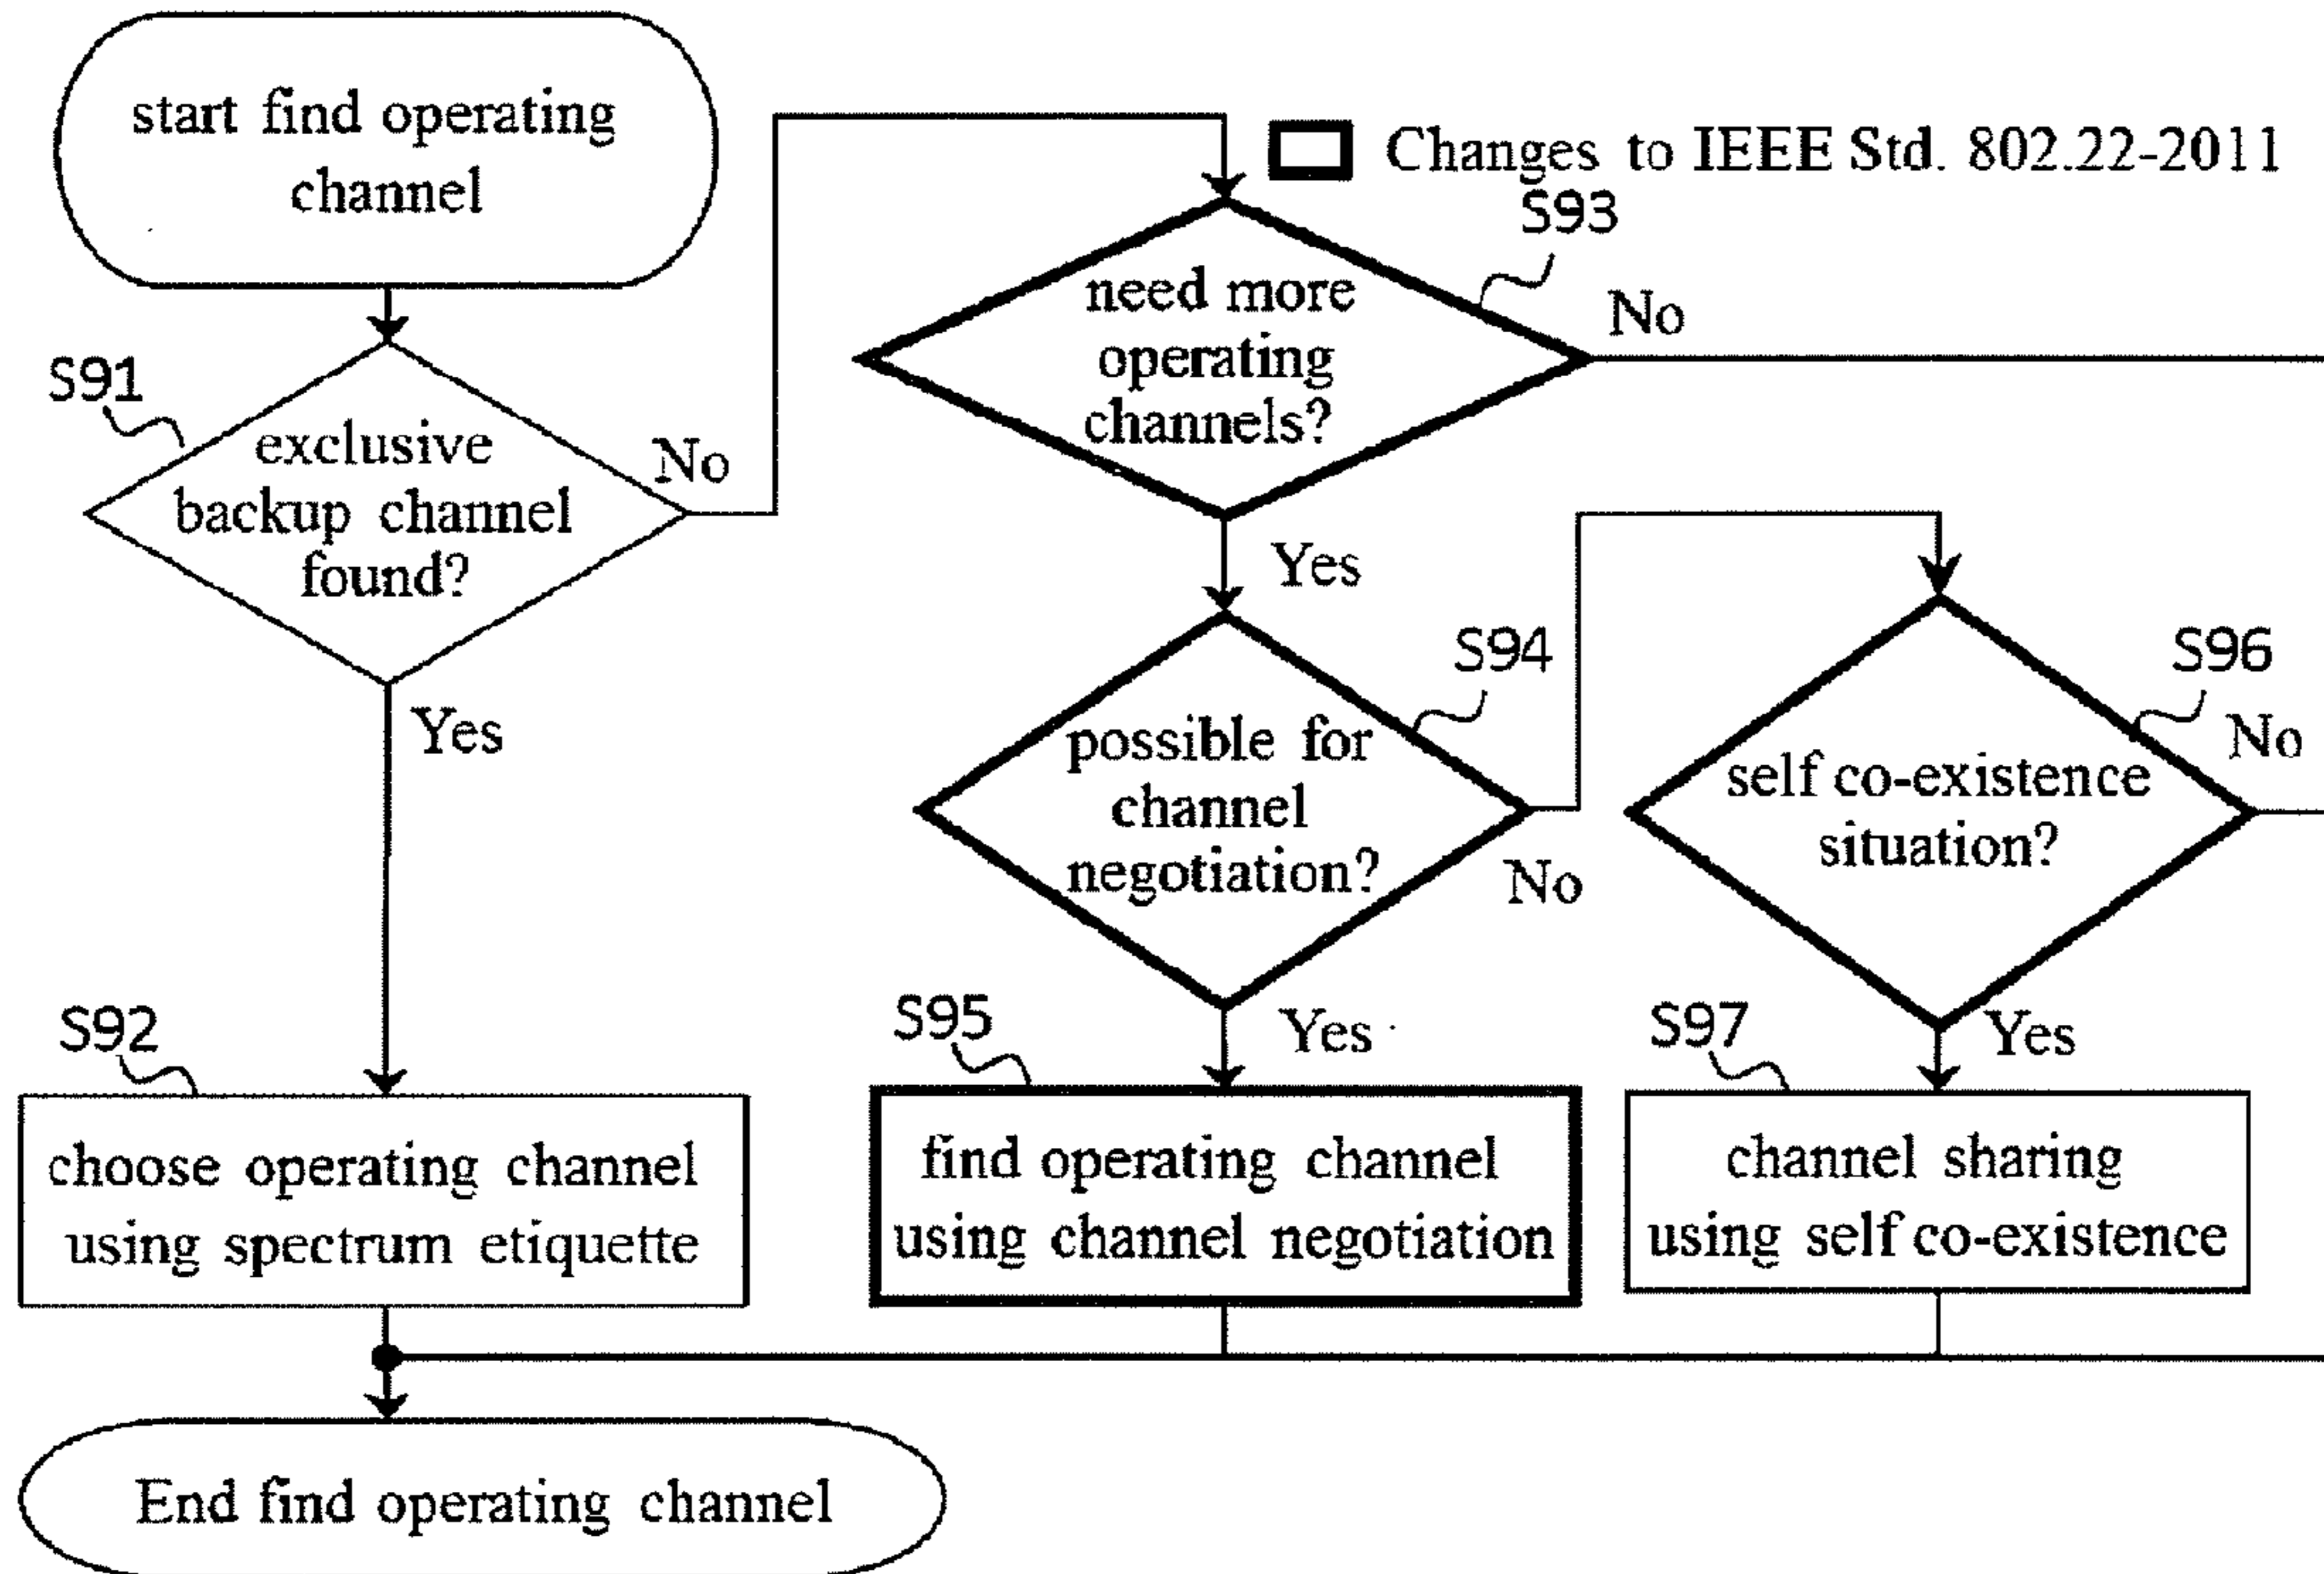 start find operating
channel
Changes to IEEE Std. 802.22-2011
S91
exclusive
backup channel
found?
No
Yes
S92
choose operating channel
using spectrum etiquette
S93
need more
operating
channels?
No
Yes
S94
possible for
channel
negotiation?
No
Yes
S95
find operating channel
using channel negotiation
S96
self co-existence
situation?
No
Yes
S97
channel sharing
using self co-existence
End find operating channel